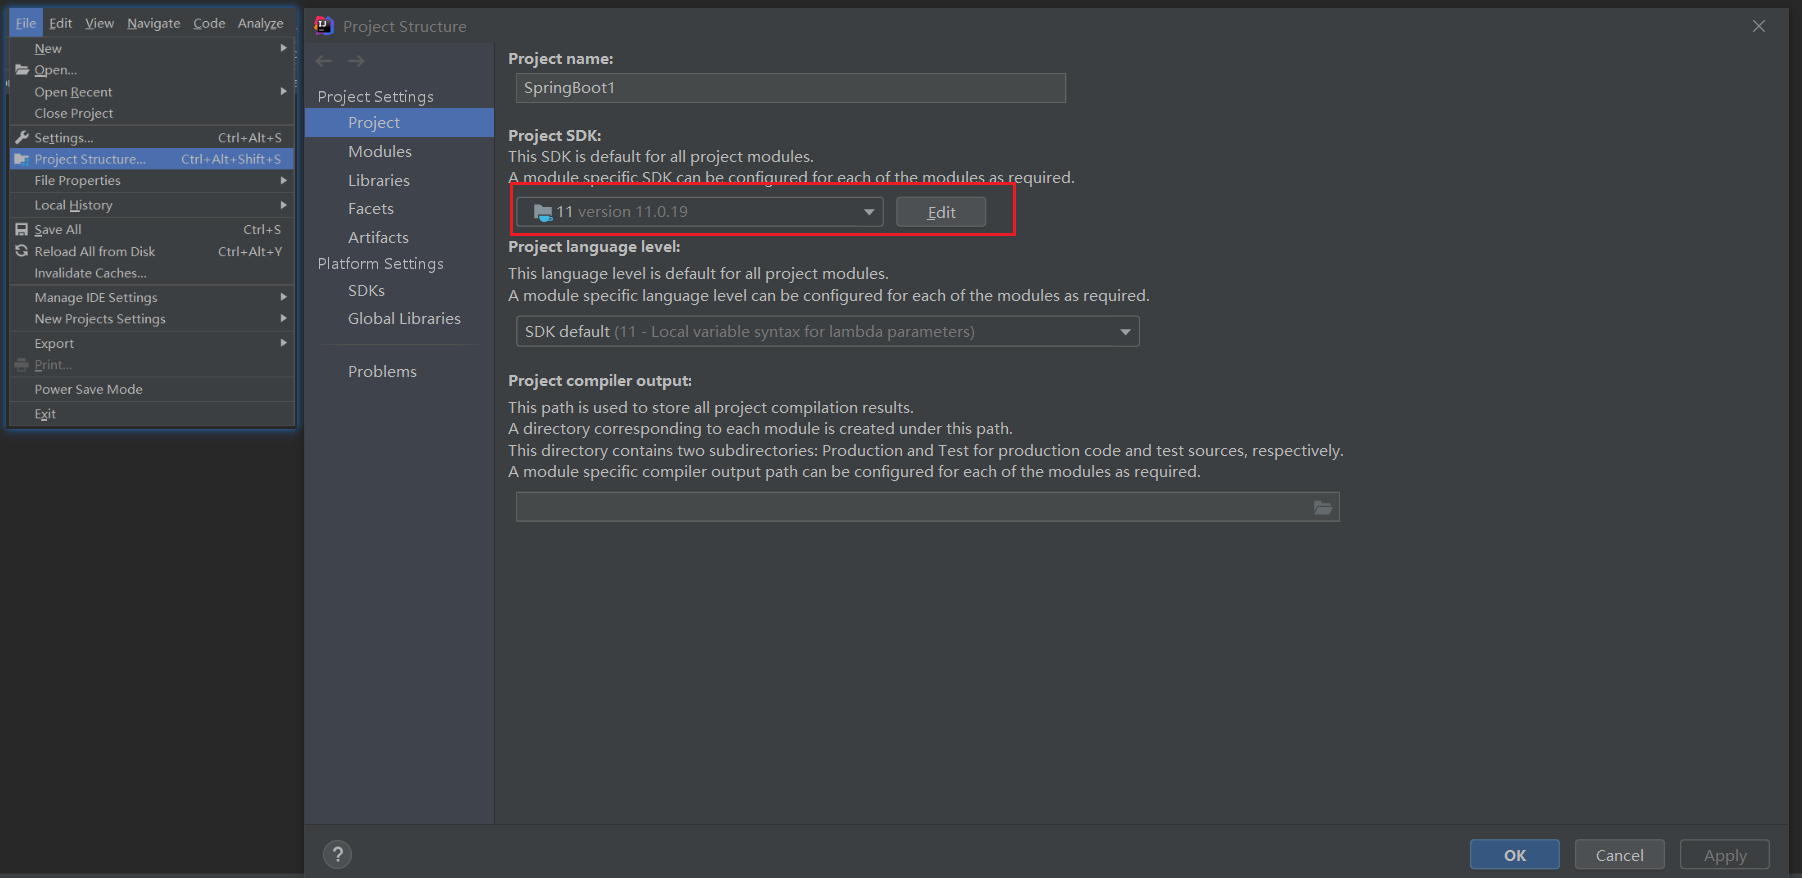 File Edit View Navigate Code Analyze
New
Open...
Open Recent
Close Project
Settings... Ctrl+Alt+S
Project Structure... Ctrl+Alt+Shift+S
File Properties
Local History
Save All Ctrl+S
Reload All from Disk Ctrl+Alt+Y
Invalidate Caches...
Manage IDE Settings
New Projects Settings
Export
Print...
Power Save Mode
Exit
Project Structure
Project Settings
Project
Modules
Libraries
Facets
Artifacts
Platform Settings
SDKs
Global Libraries
Problems
Project name:
SpringBoot1
Project SDK:
This SDK is default for all project modules.
A module specific SDK can be configured for each of the modules as required.
11 version 11.0.19 Edit
Project language level:
This language level is default for all project modules.
A module specific language level can be configured for each of the modules as required.
SDK default (11 - Local variable syntax for lambda parameters)
Project compiler output:
This path is used to store all project compilation results.
A directory corresponding to each module is created under this path.
This directory contains two subdirectories: Production and Test for production code and test sources, respectively.
A module specific compiler output path can be configured for each of the modules as required.
?
OK Cancel Apply